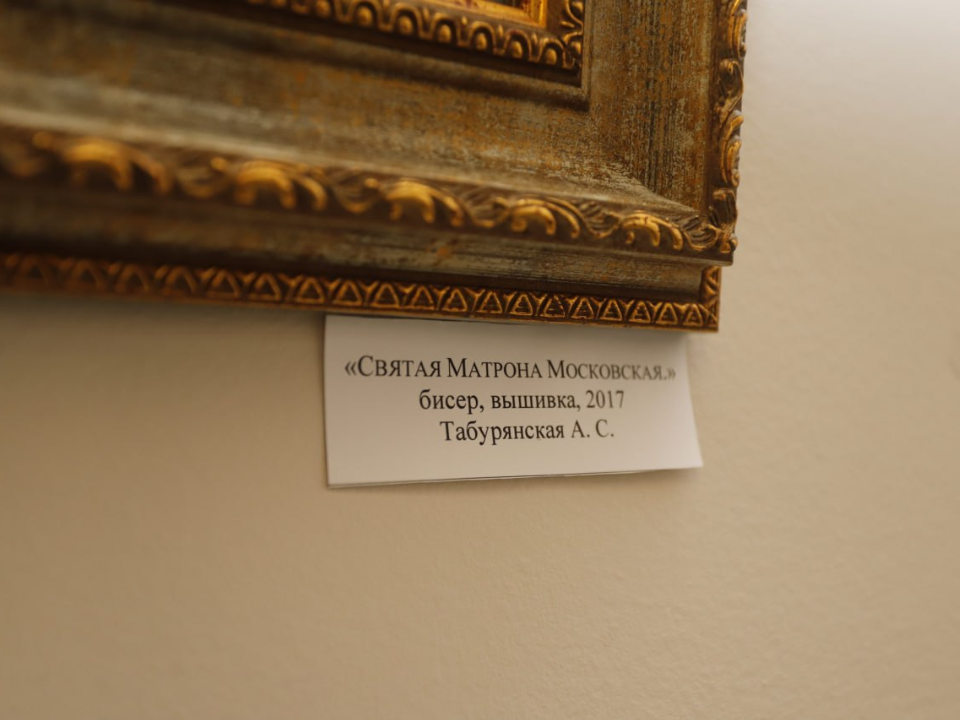 «Святая Матрона Московская.»
бисер, вышивка, 2017
Табурянская А. С.